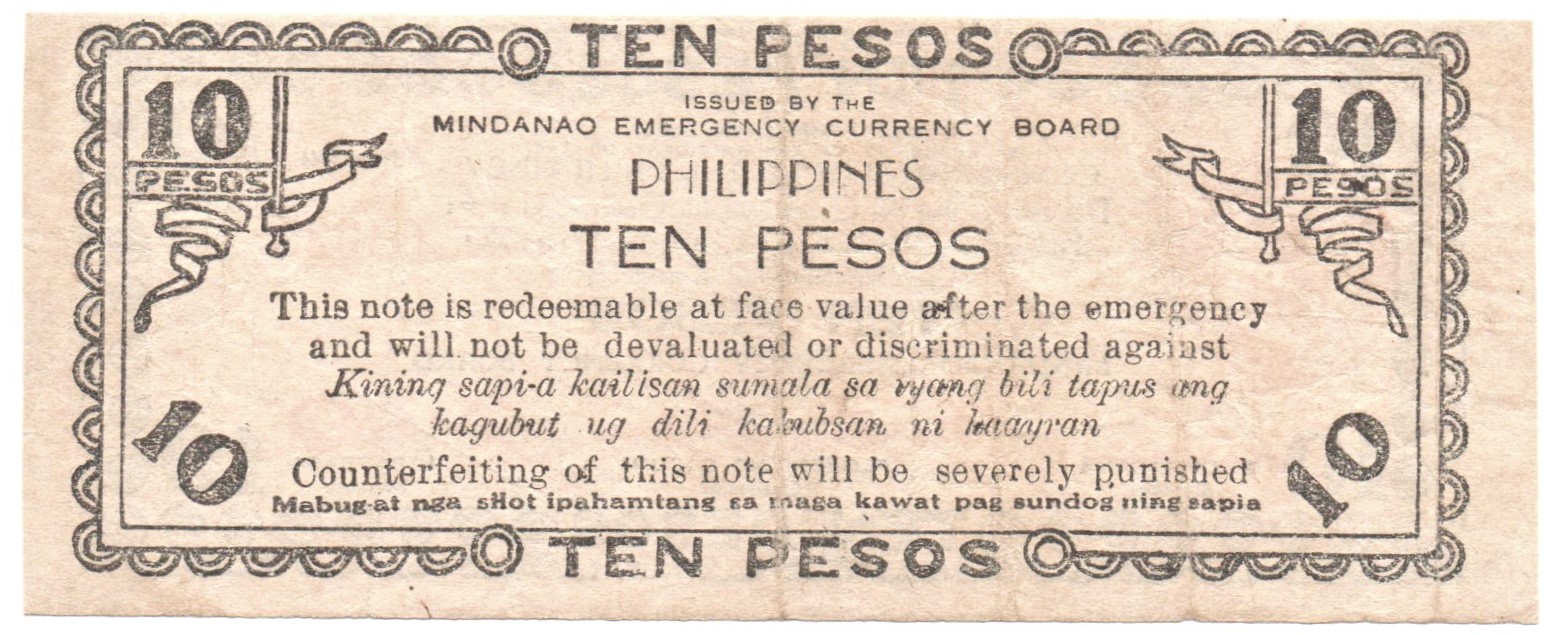 TEN PESOS
10 PESOS
10 PESOS
ISSUED BY THE
MINDANAO EMERGENCY CURRENCY BOARD
PHILIPPINES
TEN PESOS
This note is redeemable at face value after the emergency
and will not be devaluated or discriminated against
Kining sapi-a kailisan sumala sa iyang bili tapus ang
kagubut ug dili kabubsan ni kaayran
Counterfeiting of this note will be severely punished
Mabug-at nga silot ipahamtang sa maga kawat pag sundog ning sapia
10
10
TEN PESOS